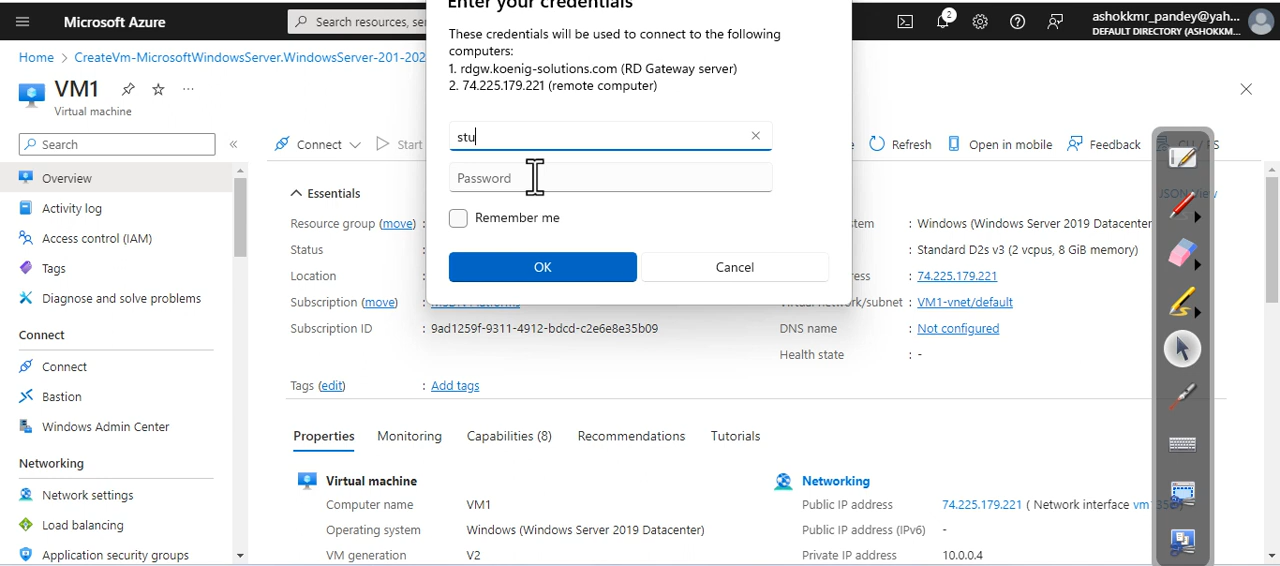 Microsoft Azure
Search resources, se
2
ashokkmr_pandey@yah...
DEFAULT DIRECTORY (ASHOKKM...
Home > CreateVm-MicrosoftWindowsServer.WindowsServer-201-202
VM1
Virtual machine
Search
Connect
Start
Refresh
Open in mobile
Feedback
CLI / PS
Overview
Activity log
Access control (IAM)
Tags
Diagnose and solve problems
Connect
Connect
Bastion
Windows Admin Center
Networking
Network settings
Load balancing
Application security groups
Enter your credentials
These credentials will be used to connect to the following
computers:
1. rdgw.koenig-solutions.com (RD Gateway server)
2. 74.225.179.221 (remote computer)
stu
Password
Remember me
OK
Cancel
Essentials
JSON View
Resource group (move) :
Status :
Location :
Subscription (move) :
Subscription ID : 9ad1259f-9311-4912-bdcd-c2e6e8e35b09
: Windows (Windows Server 2019 Datacenter
: Standard D2s v3 (2 vcpus, 8 GiB memory)
: 74.225.179.221
Virtual network/subnet : VM1-vnet/default
DNS name : Not configured
Health state : -
Tags (edit) : Add tags
Properties
Monitoring
Capabilities (8)
Recommendations
Tutorials
Virtual machine
Computer name VM1
Operating system Windows (Windows Server 2019 Datacenter)
VM generation V2
Networking
Public IP address 74.225.179.221 ( Network interface vm1
Public IP address (IPv6) -
Private IP address 10.0.0.4